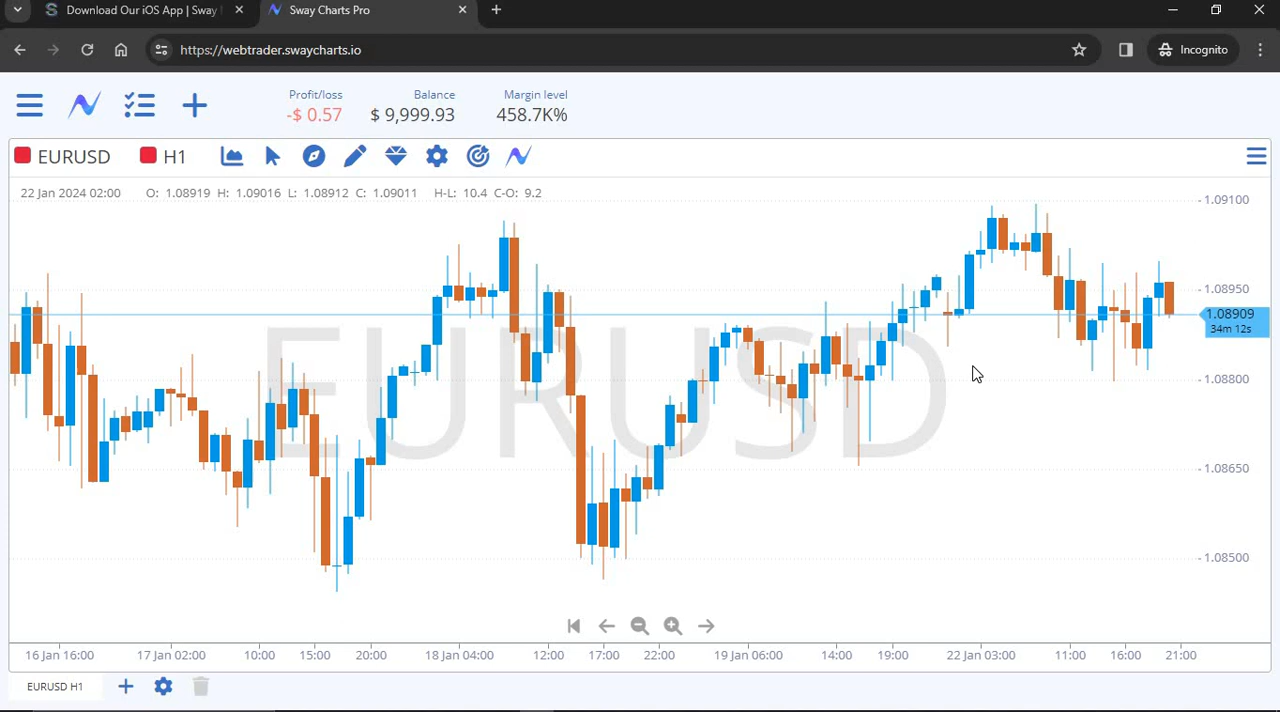 Download Our iOS App | Sway
Sway Charts Pro
https://webtrader.swaycharts.io
Incognito
Profit/loss Balance Margin level
-$ 0.57 $ 9,999.93 458.7K%
EURUSD H1
22 Jan 2024 02:00 O: 1.08919 H: 1.09016 L: 1.08912 C: 1.09011 H-L: 10.4 C-O: 9.2
1.09100
1.08950
1.08909
34m 12s
EURUSD
1.08800
1.08650
1.08500
16 Jan 16:00 17 Jan 02:00 10:00 15:00 20:00 18 Jan 04:00 12:00 17:00 22:00 19 Jan 06:00 14:00 19:00 22 Jan 03:00 11:00 16:00 21:00
EURUSD H1